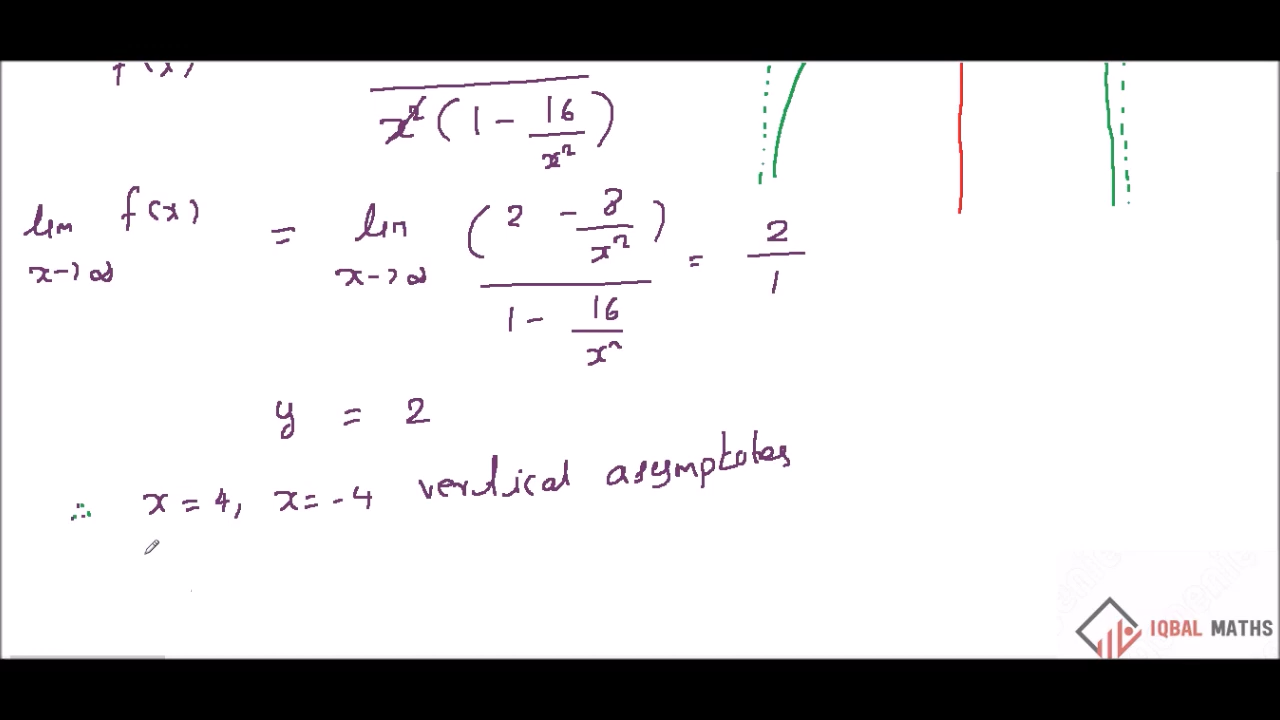 f(x)
x²(1 - 16/x²)
lim x→∞ f(x) = lim x→∞ (2 - 8/x²) / (1 - 16/x²) = 2/1
y = 2
∴ x = 4, x = -4 vertical asymptotes
IQBAL MATHS